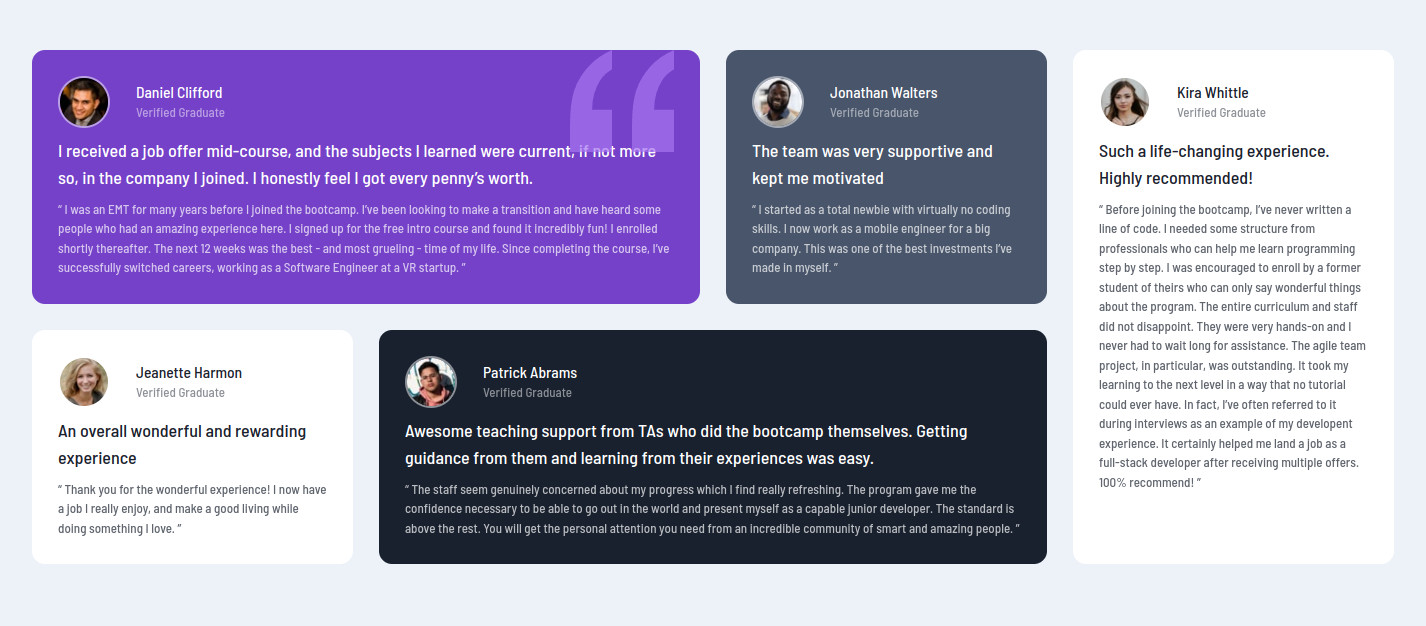 Daniel Clifford
Verified Graduate
I received a job offer mid-course, and the subjects I learned were current, if not more
so, in the company I joined. I honestly feel I got every penny’s worth.
“ I was an EMT for many years before I joined the bootcamp. I’ve been looking to make a transition and have heard some
people who had an amazing experience here. I signed up for the free intro course and found it incredibly fun! I enrolled
shortly thereafter. The next 12 weeks was the best - and most grueling - time of my life. Since completing the course, I’ve
successfully switched careers, working as a Software Engineer at a VR startup. ”
Jonathan Walters
Verified Graduate
The team was very supportive and
kept me motivated
“ I started as a total newbie with virtually no coding
skills. I now work as a mobile engineer for a big
company. This was one of the best investments I’ve
made in myself. ”
Kira Whittle
Verified Graduate
Such a life-changing experience.
Highly recommended!
“ Before joining the bootcamp, I’ve never written a
line of code. I needed some structure from
professionals who can help me learn programming
step by step. I was encouraged to enroll by a former
student of theirs who can only say wonderful things
about the program. The entire curriculum and staff
did not disappoint. They were very hands-on and I
never had to wait long for assistance. The agile team
project, in particular, was outstanding. It took my
learning to the next level in a way that no tutorial
could ever have. In fact, I’ve often referred to it
during interviews as an example of my developent
experience. It certainly helped me land a job as a
full-stack developer after receiving multiple offers.
100% recommend! ”
Jeanette Harmon
Verified Graduate
An overall wonderful and rewarding
experience
“ Thank you for the wonderful experience! I now have
a job I really enjoy, and make a good living while
doing something I love. ”
Patrick Abrams
Verified Graduate
Awesome teaching support from TAs who did the bootcamp themselves. Getting
guidance from them and learning from their experiences was easy.
“ The staff seem genuinely concerned about my progress which I find really refreshing. The program gave me the
confidence necessary to be able to go out in the world and present myself as a capable junior developer. The standard is
above the rest. You will get the personal attention you need from an incredible community of smart and amazing people. ”